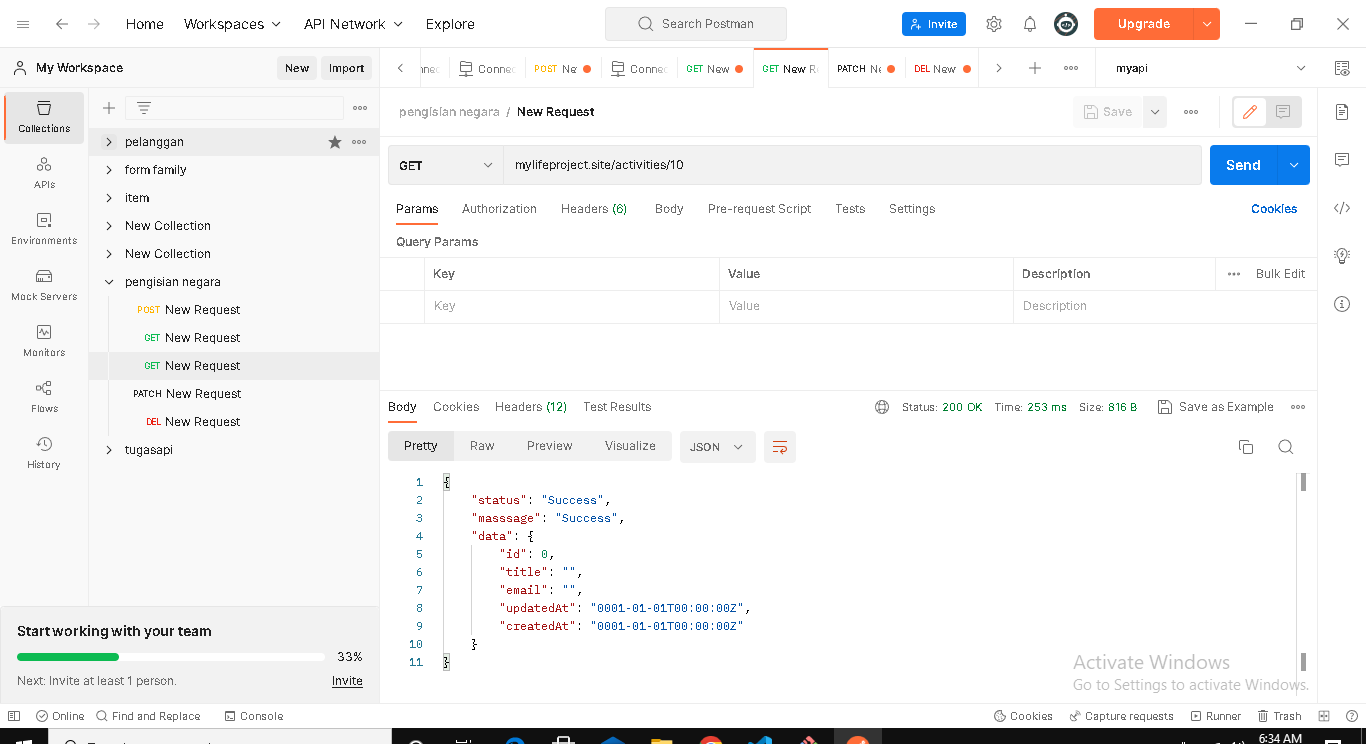 Home Workspaces API Network Explore Search Postman Invite Upgrade
My Workspace New Import
Connec POST Ne Connec GET New GET New R PATCH N DEL New myapi
Collections
APIs
Environments
Mock Servers
Monitors
Flows
History
pelanggan
form family
item
New Collection
New Collection
pengisian negara
POST New Request
GET New Request
GET New Request
PATCH New Request
DEL New Request
tugasapi
Start working with your team
33%
Next: Invite at least 1 person. Invite
pengisian negara / New Request Save
GET mylifeproject.site/activities/10 Send
Params Authorization Headers (6) Body Pre-request Script Tests Settings Cookies
Query Params
Key Value Description Bulk Edit
Key Value Description
Body Cookies Headers (12) Test Results Status: 200 OK Time: 253 ms Size: 816 B Save as Example
Pretty Raw Preview Visualize JSON
1 {
2 "status": "Success",
3 "masssage": "Success",
4 "data": {
5 "id": 0,
6 "title": "",
7 "email": "",
8 "updatedAt": "0001-01-01T00:00:00Z",
9 "createdAt": "0001-01-01T00:00:00Z"
10 }
11 }
Activate Windows
Go to Settings to activate Windows.
Online Find and Replace Console Cookies Capture requests Runner Trash
6:34 AM